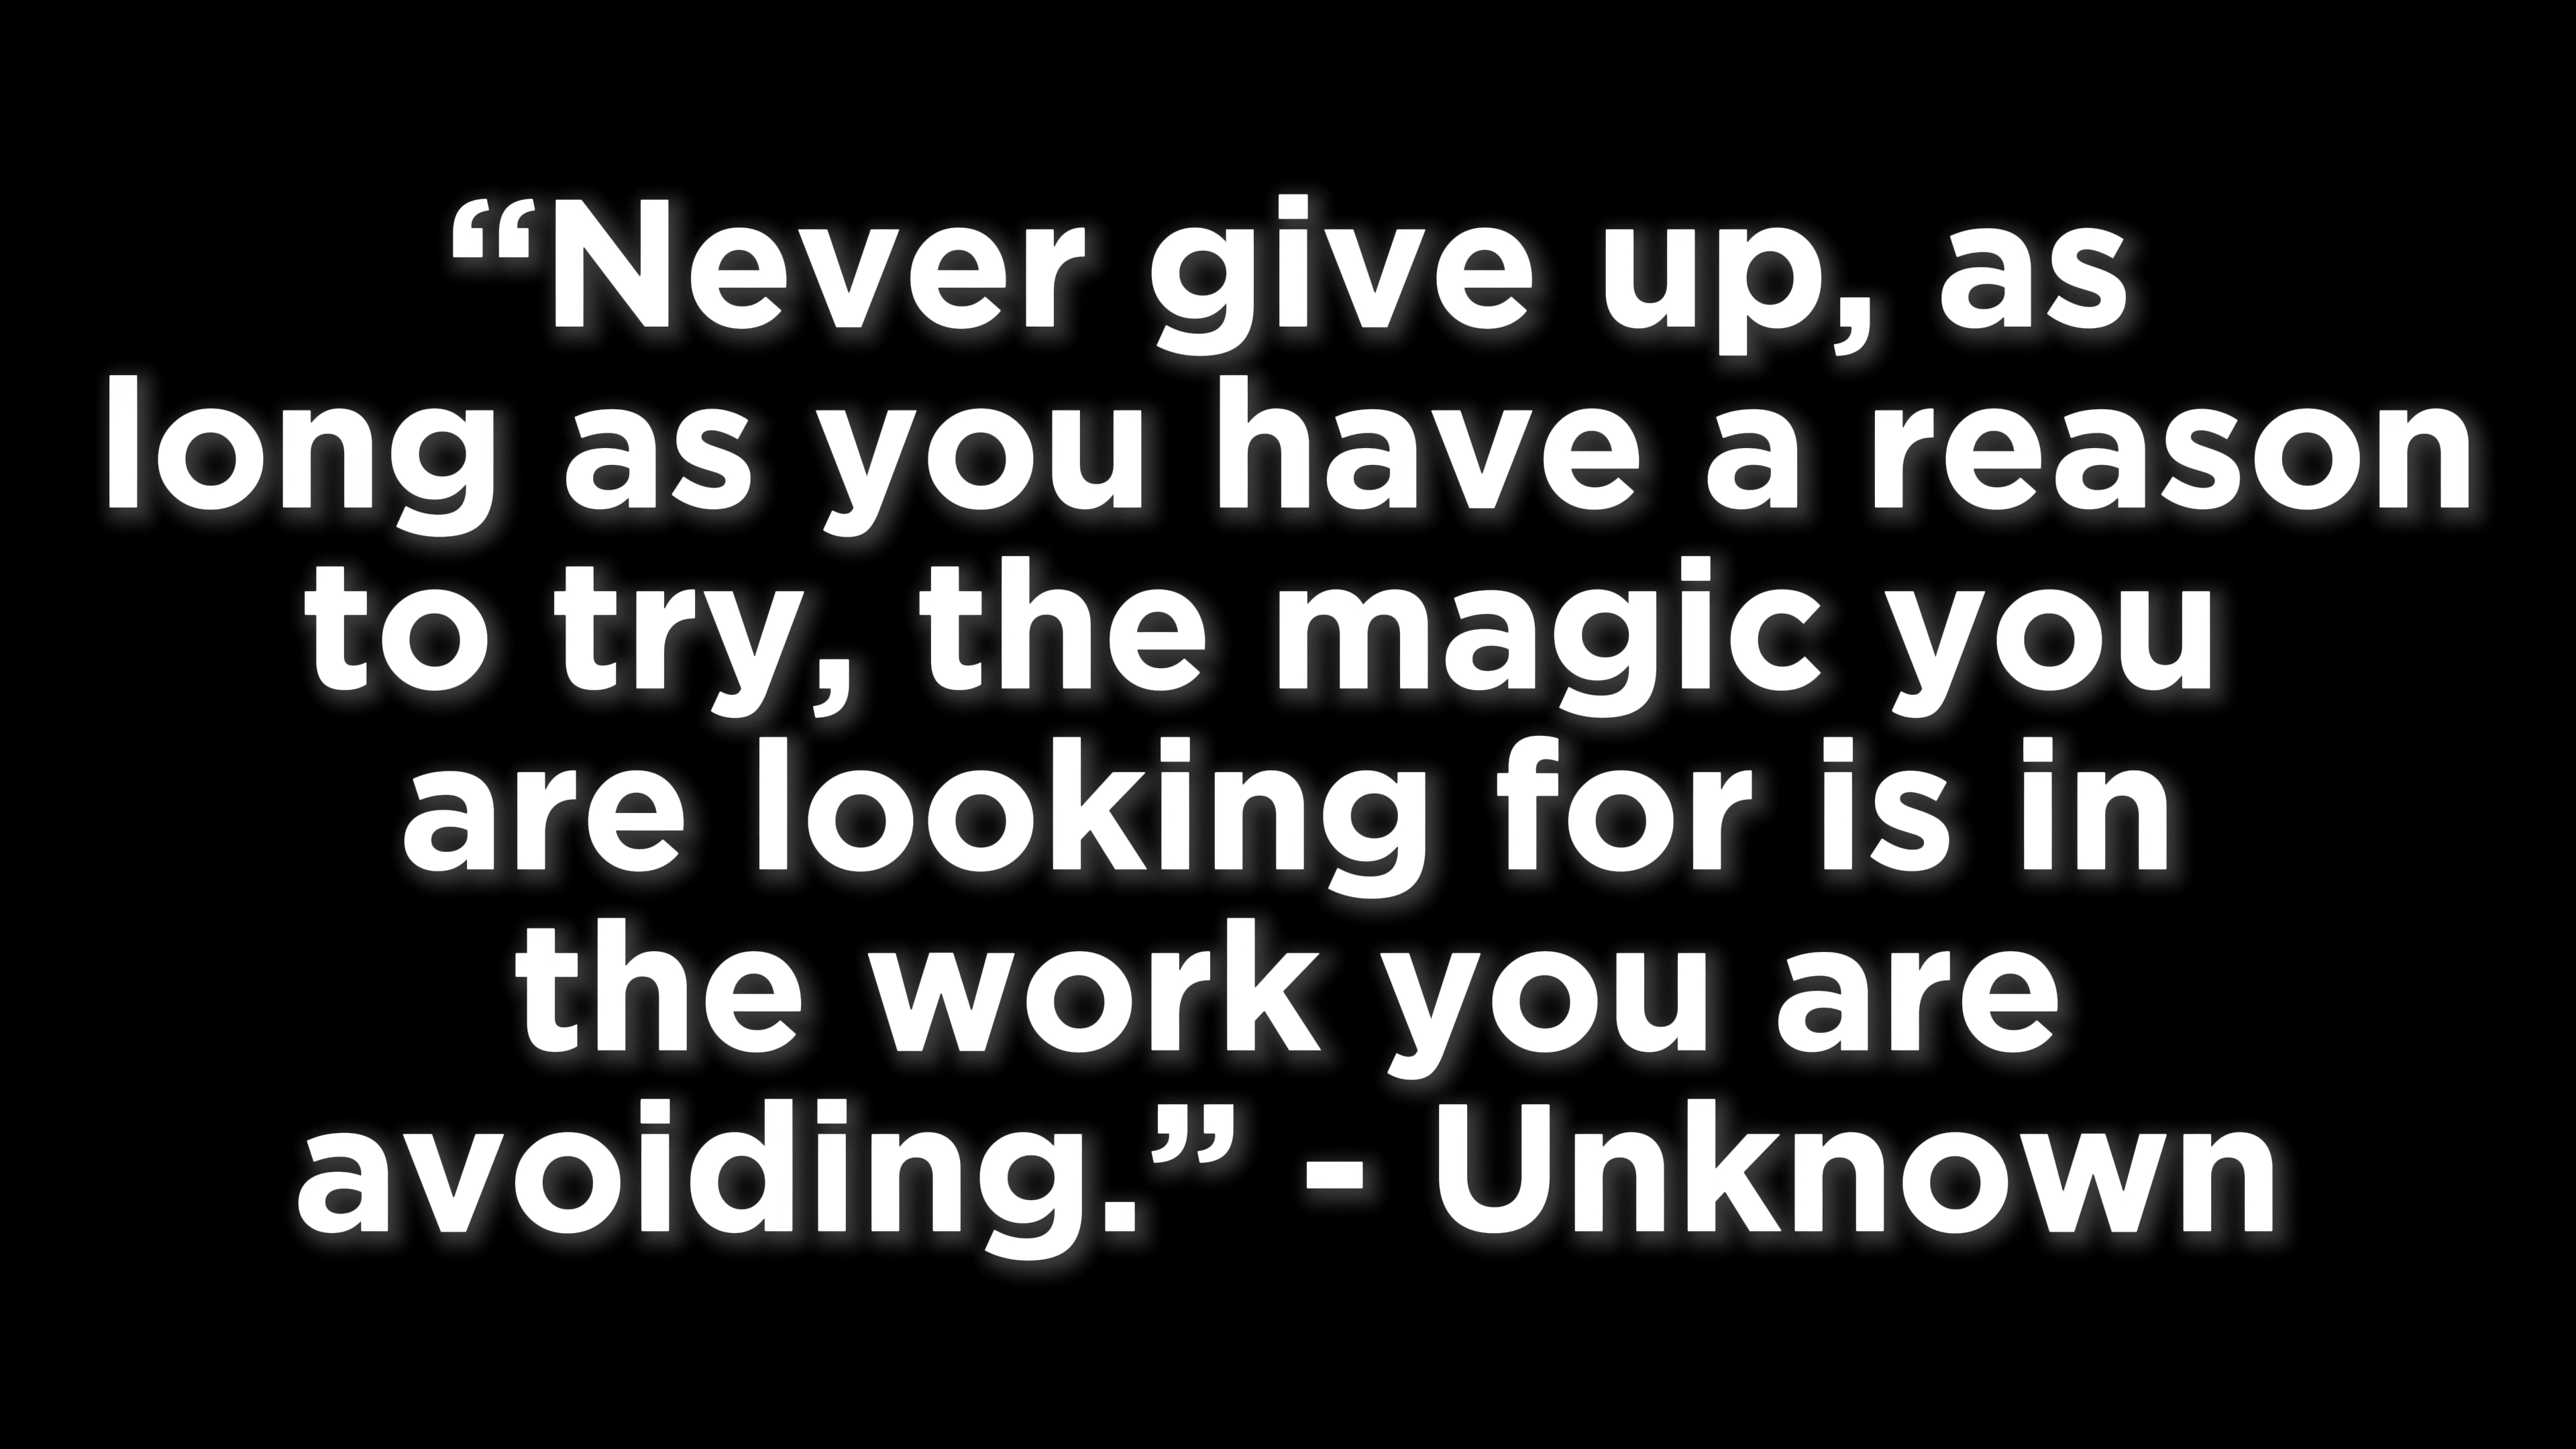 “Never give up, as
long as you have a reason
to try, the magic you
are looking for is in
the work you are
avoiding.” - Unknown